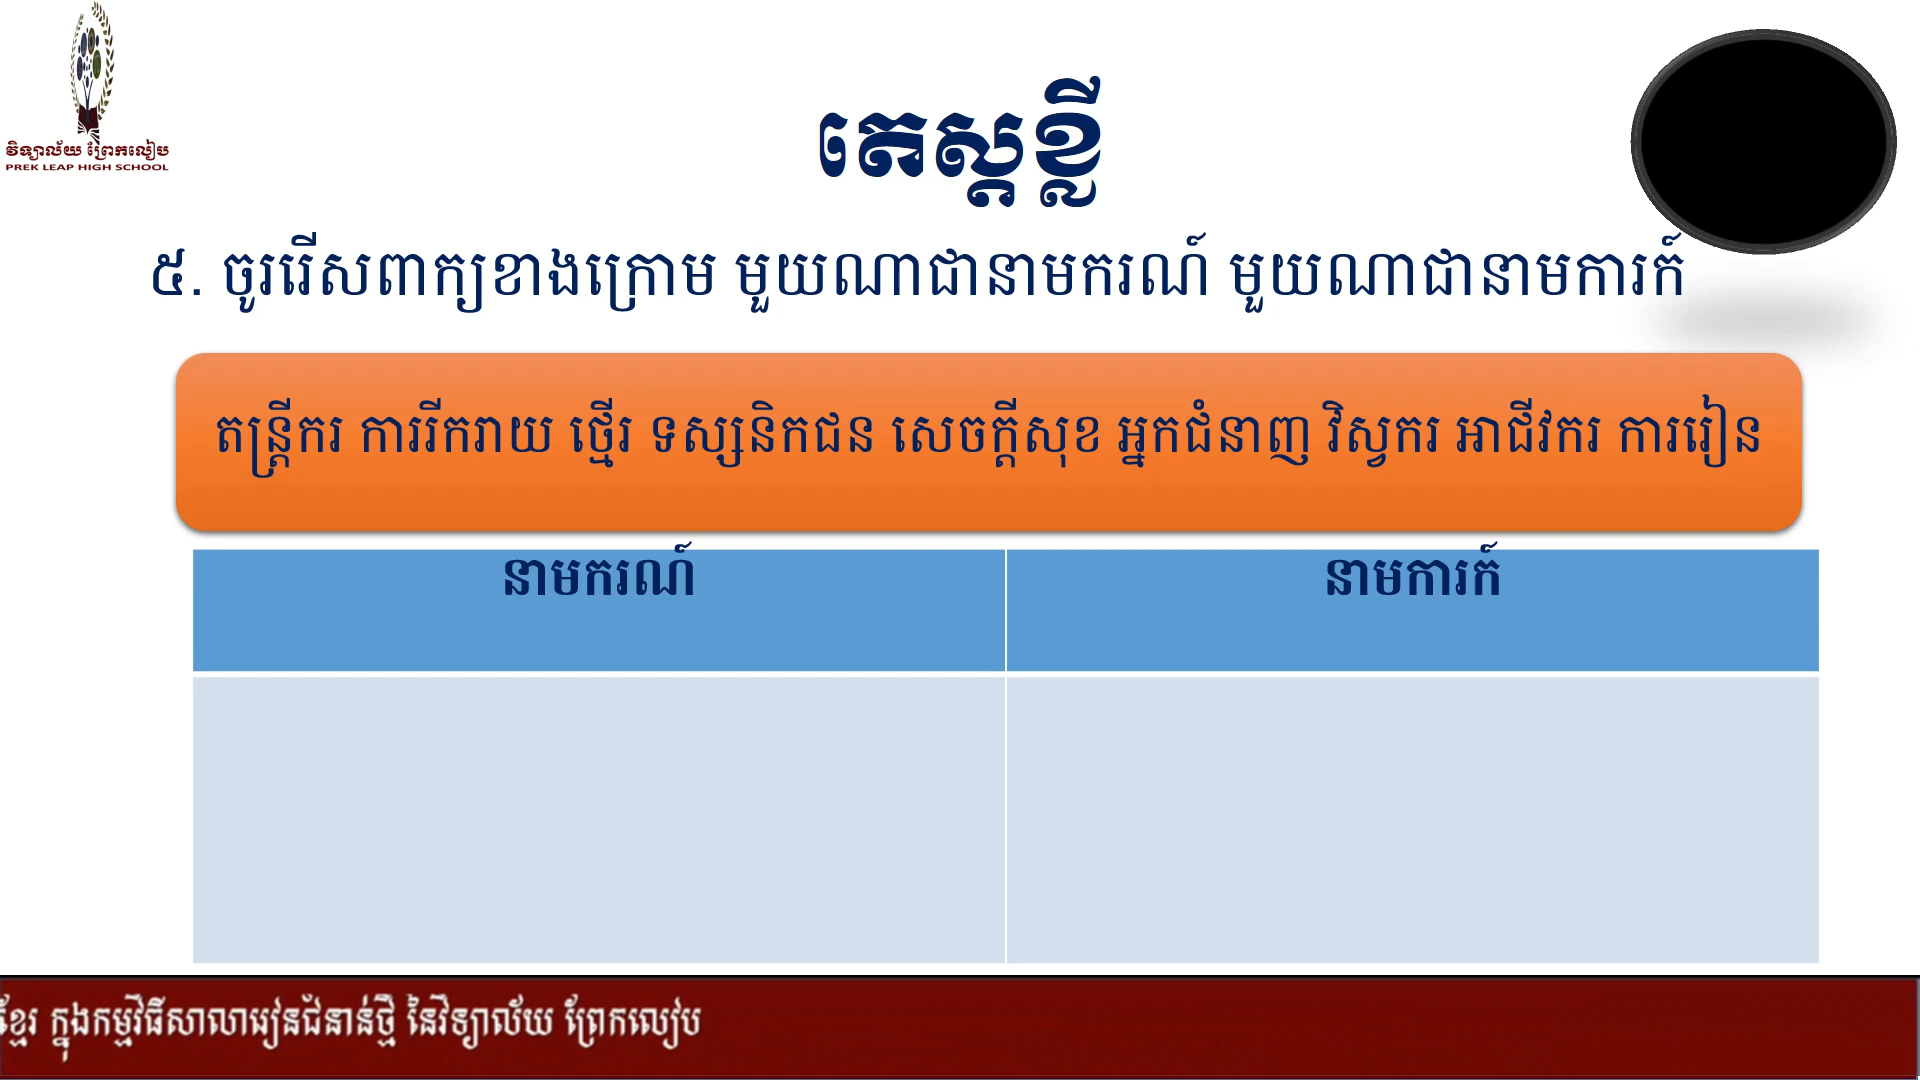 វិទ្យាល័យ ព្រែកលៀប
PREK LEAP HIGH SCHOOL
តេស្តខ្លី
៥. ចូររើសពាក្យខាងក្រោម មួយណាជានាមករណ៍ មួយណាជានាមការក៍
តន្ត្រីករ ការរីករាយ ថ្មើរ ទស្សនិកជន សេចក្តីសុខ អ្នកជំនាញ វិស្វករ អាជីវករ ការរៀន
នាមករណ៍
នាមការក៍
ខ្មែរ ក្នុងកម្មវិធីសាលារៀនជំនាន់ថ្មី នៃវិទ្យាល័យ ព្រែកលៀប